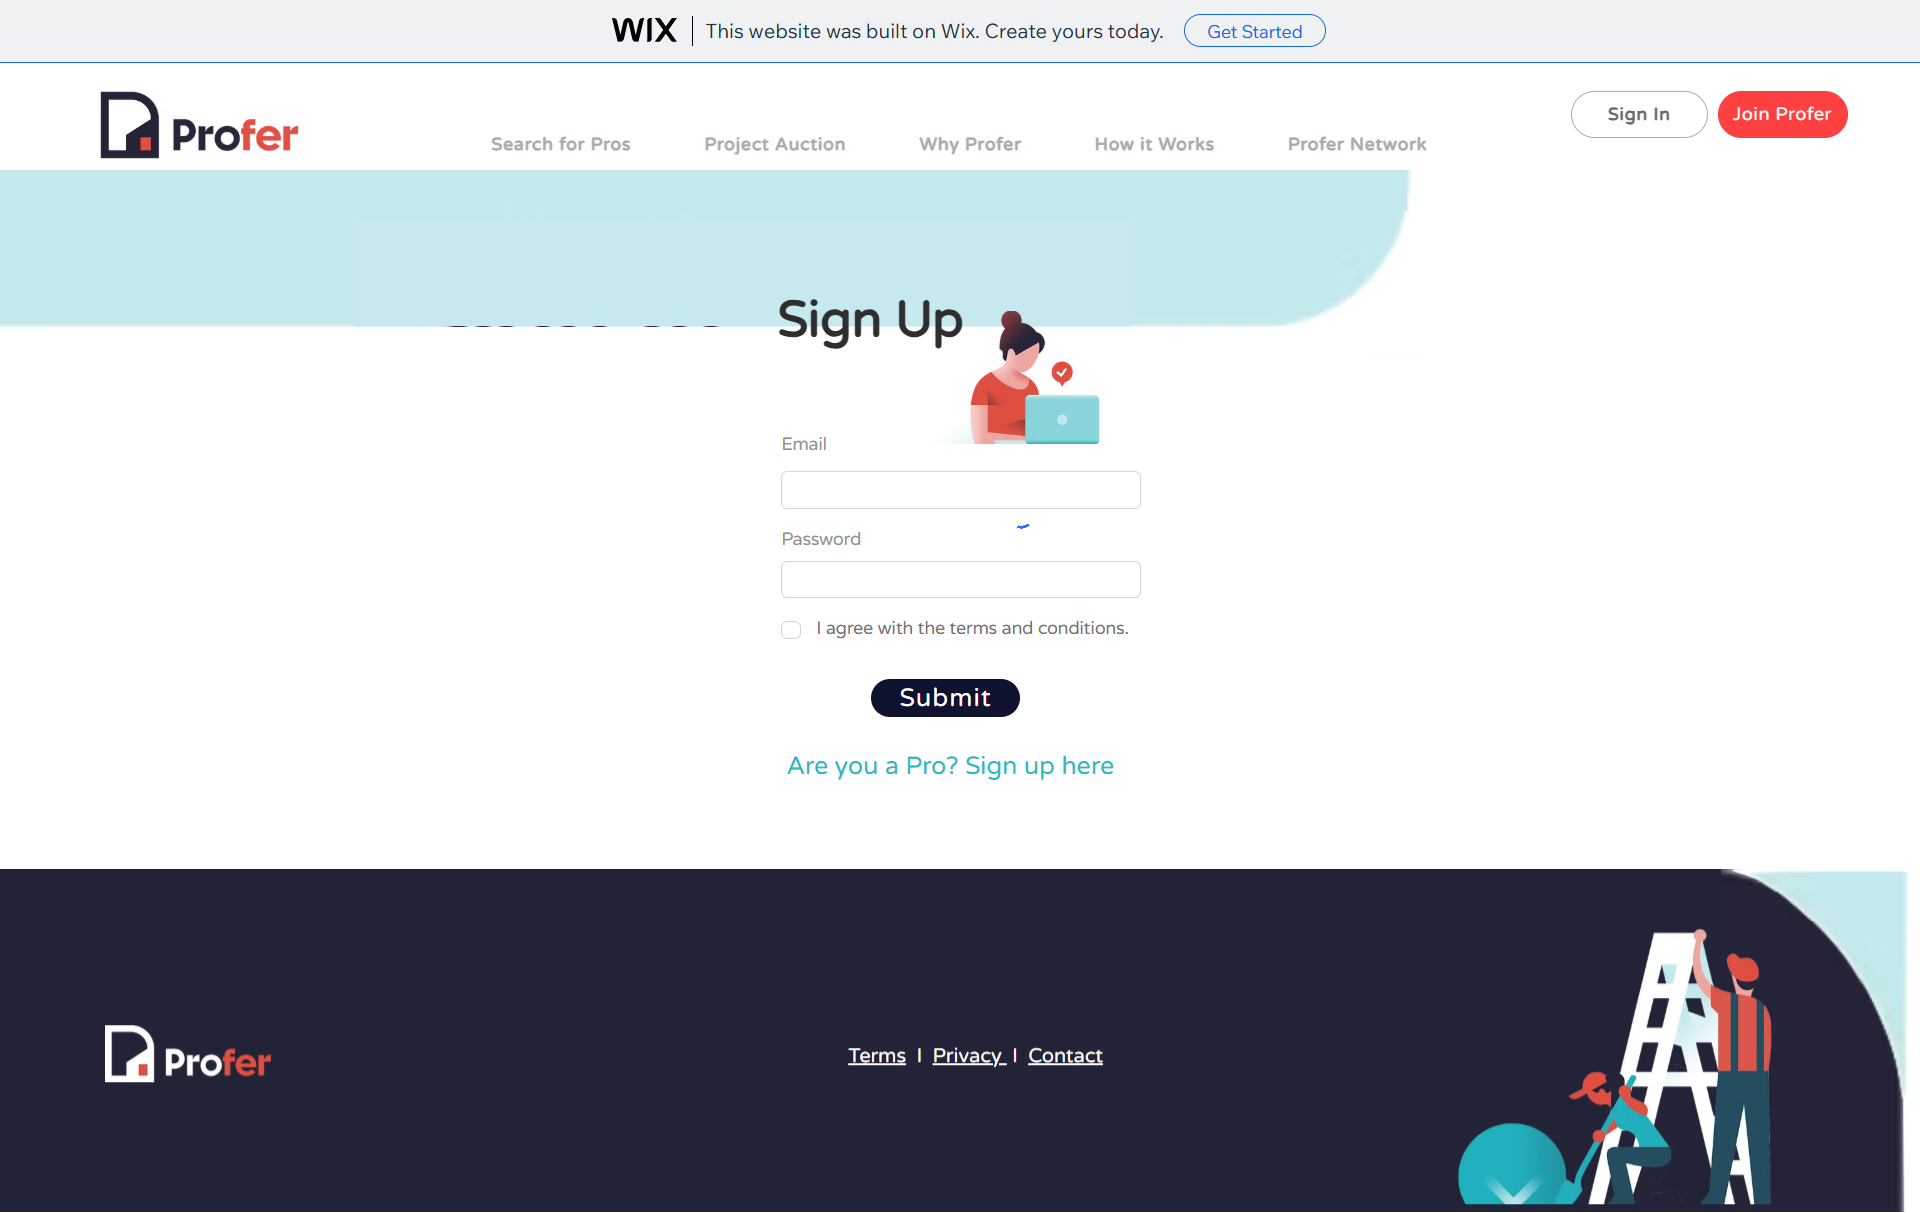 WIX | This website was built on Wix. Create yours today. Get Started
Profer
Sign In
Join Profer
Search for Pros
Project Auction
Why Profer
How it Works
Profer Network
Sign Up
Email
Password
I agree with the terms and conditions.
Submit
Are you a Pro? Sign up here
Profer
Terms I Privacy I Contact